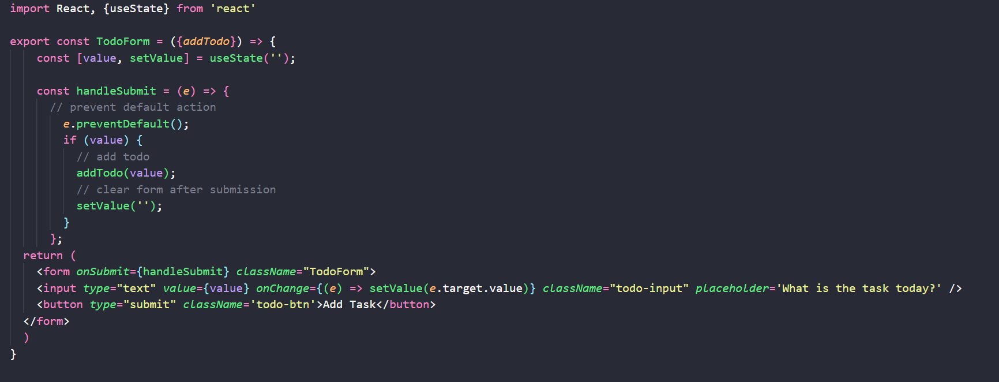 import React, {useState} from 'react'
export const TodoForm = ({addTodo}) => {
const [value, setValue] = useState('');
const handleSubmit = (e) => {
// prevent default action
e.preventDefault();
if (value) {
// add todo
addTodo(value);
// clear form after submission
setValue('');
}
};
return (
<form onSubmit={handleSubmit} className="TodoForm">
<input type="text" value={value} onChange={(e) => setValue(e.target.value)} className="todo-input" placeholder='What is the task today?' />
<button type="submit" className='todo-btn'>Add Task</button>
</form>
)
}